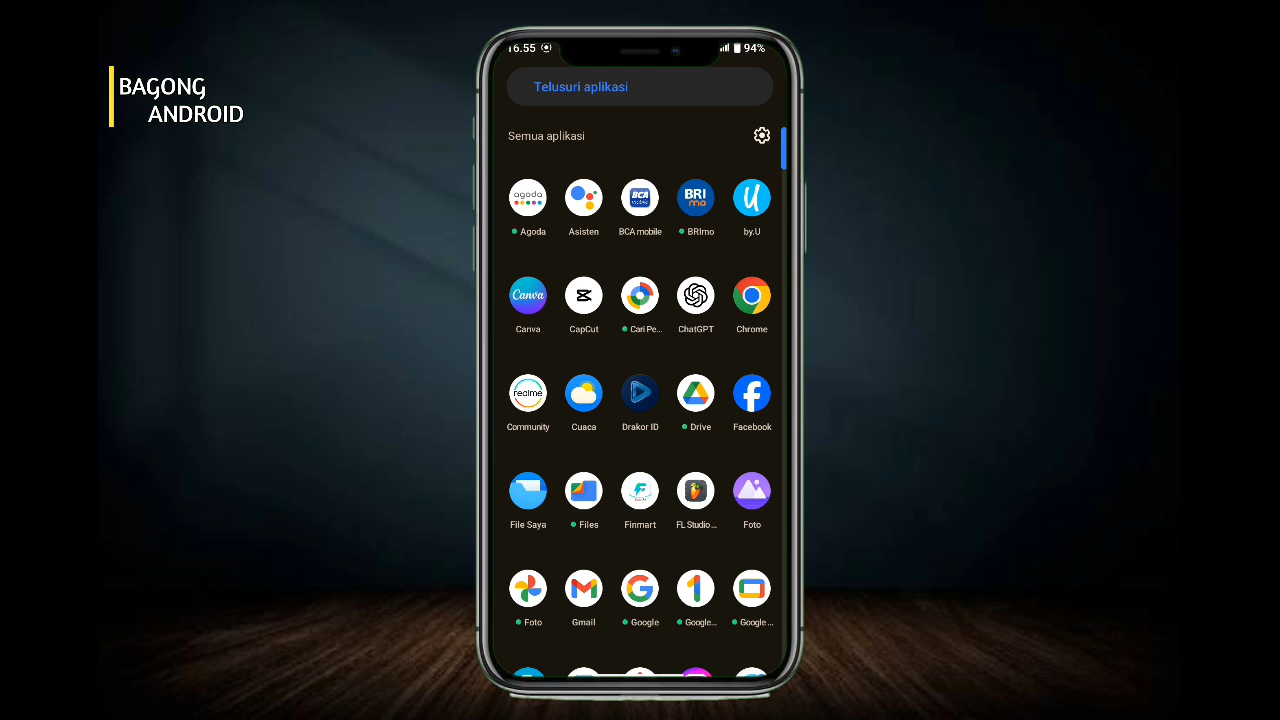 BAGONG
ANDROID
16.55
94%
Telusuri aplikasi
Semua aplikasi
agoda
BCA
mobile
BRI
mo
Agoda
Asisten
BCA mobile
BRImo
by.U
Canva
Canva
CapCut
Cari Pe...
ChatGPT
Chrome
realme
Community
Cuaca
Drakor ID
Drive
Facebook
File Saya
Files
Finmart
FL Studio...
Foto
Foto
Gmail
Google
Google...
Google...